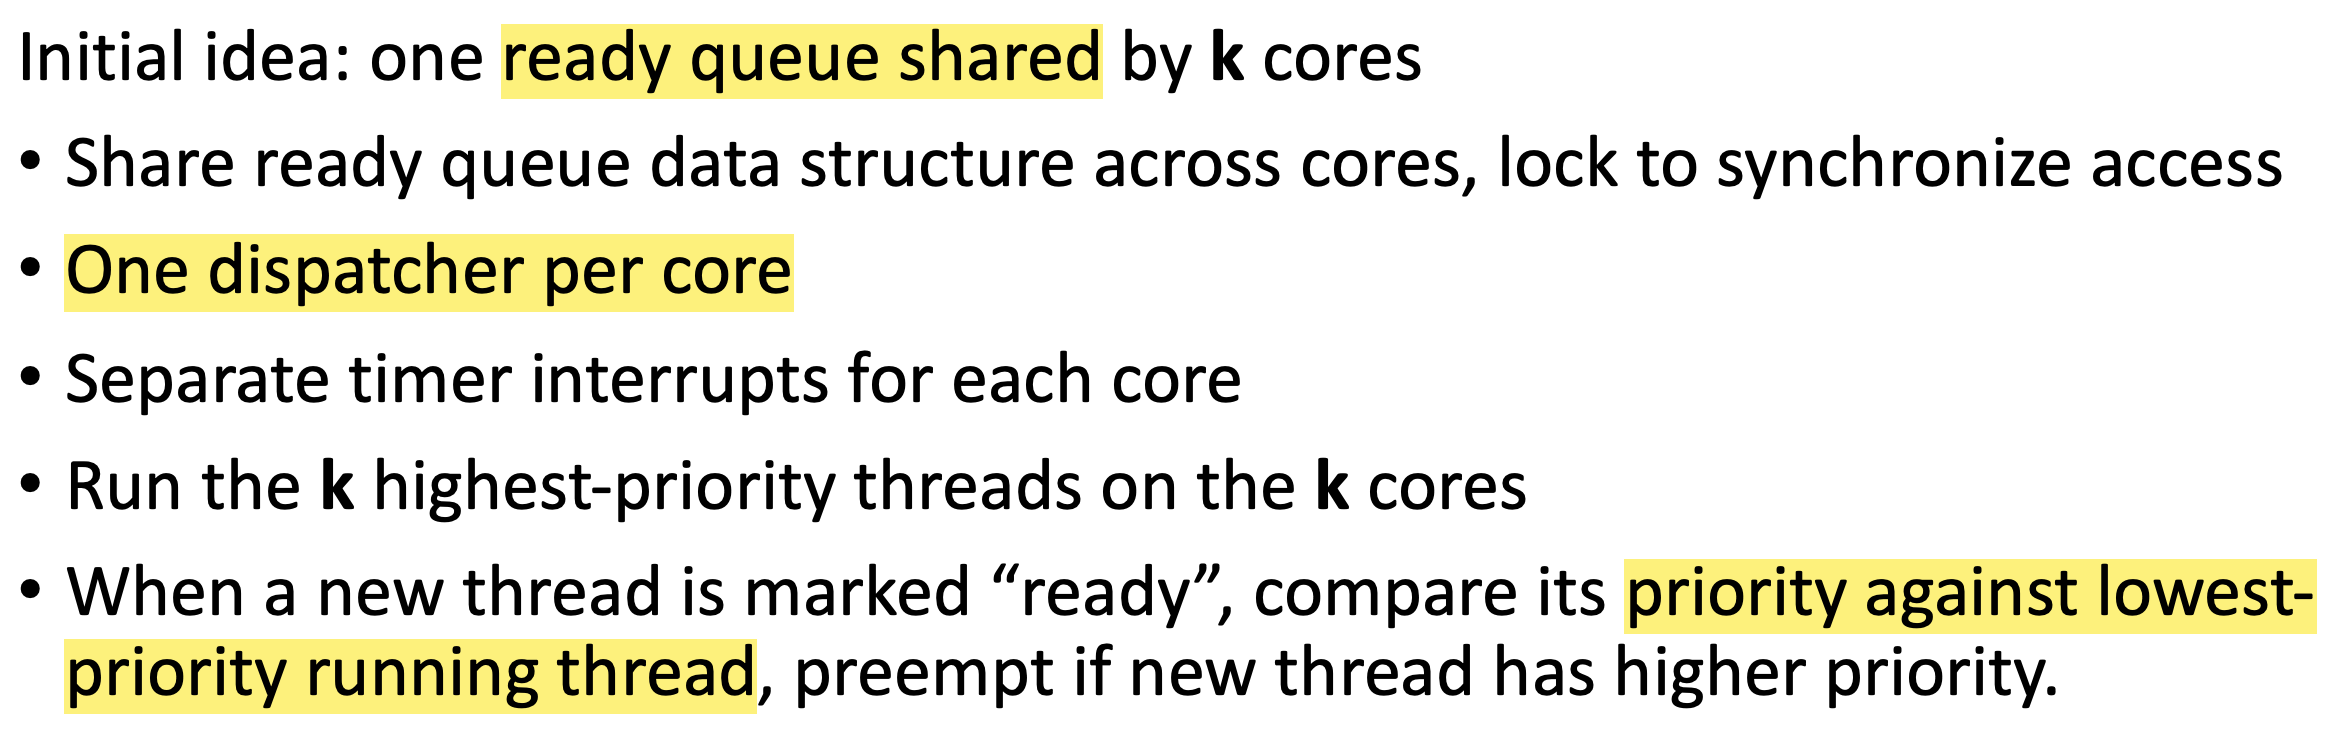 Initial idea: one ready queue shared by k cores
• Share ready queue data structure across cores, lock to synchronize access
• One dispatcher per core
• Separate timer interrupts for each core
• Run the k highest-priority threads on the k cores
• When a new thread is marked “ready”, compare its priority against lowest-
priority running thread, preempt if new thread has higher priority.